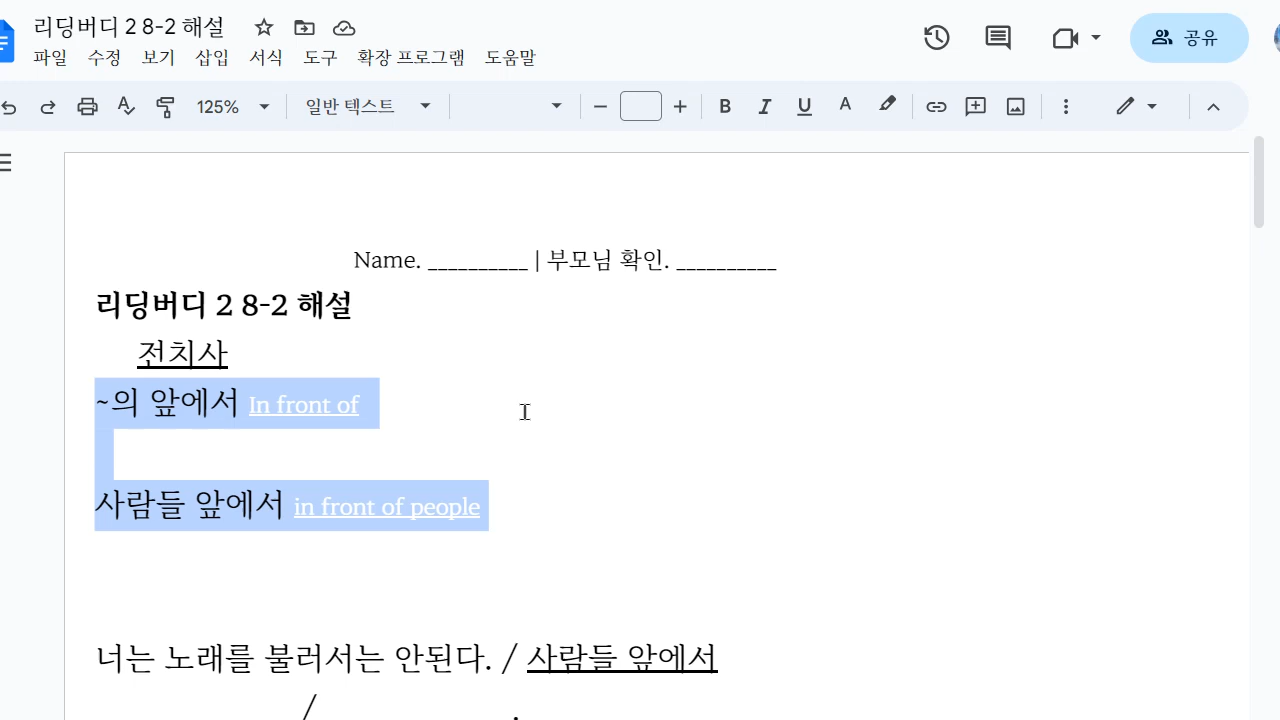 리딩버디 2 8-2 해설
파일 수정 보기 삽입 서식 도구 확장 프로그램 도움말
공유
125% 일반 텍스트 B I U A
Name. __________ | 부모님 확인. __________
리딩버디 2 8-2 해설
전치사
~의 앞에서 In front of
사람들 앞에서 in front of people
너는 노래를 불러서는 안된다. / 사람들 앞에서
/ .